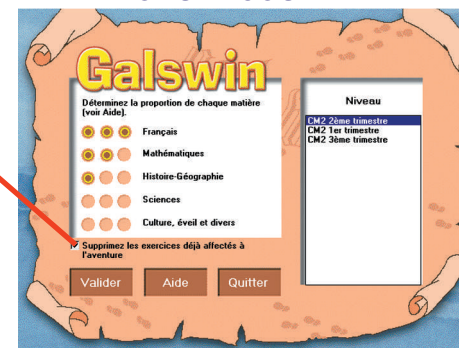 Galswin
Déterminez la proportion de chaque matière
(voir Aide).
Français
Mathématiques
Histoire-Géographie
Sciences
Culture, éveil et divers
Supprimez les exercices déjà affectés à
l'aventure
Valider
Aide
Quitter
Niveau
CM2 2ème trimestre
CM2 1er trimestre
CM2 3ème trimestre